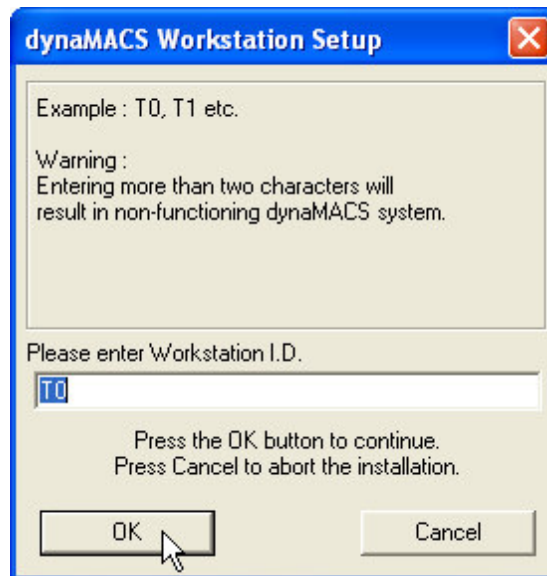 dynaMACS Workstation Setup
Example : T0, T1 etc.
Warning :
Entering more than two characters will
result in non-functioning dynaMACS system.
Please enter Workstation I.D.
T0
Press the OK button to continue.
Press Cancel to abort the installation.
OK
Cancel